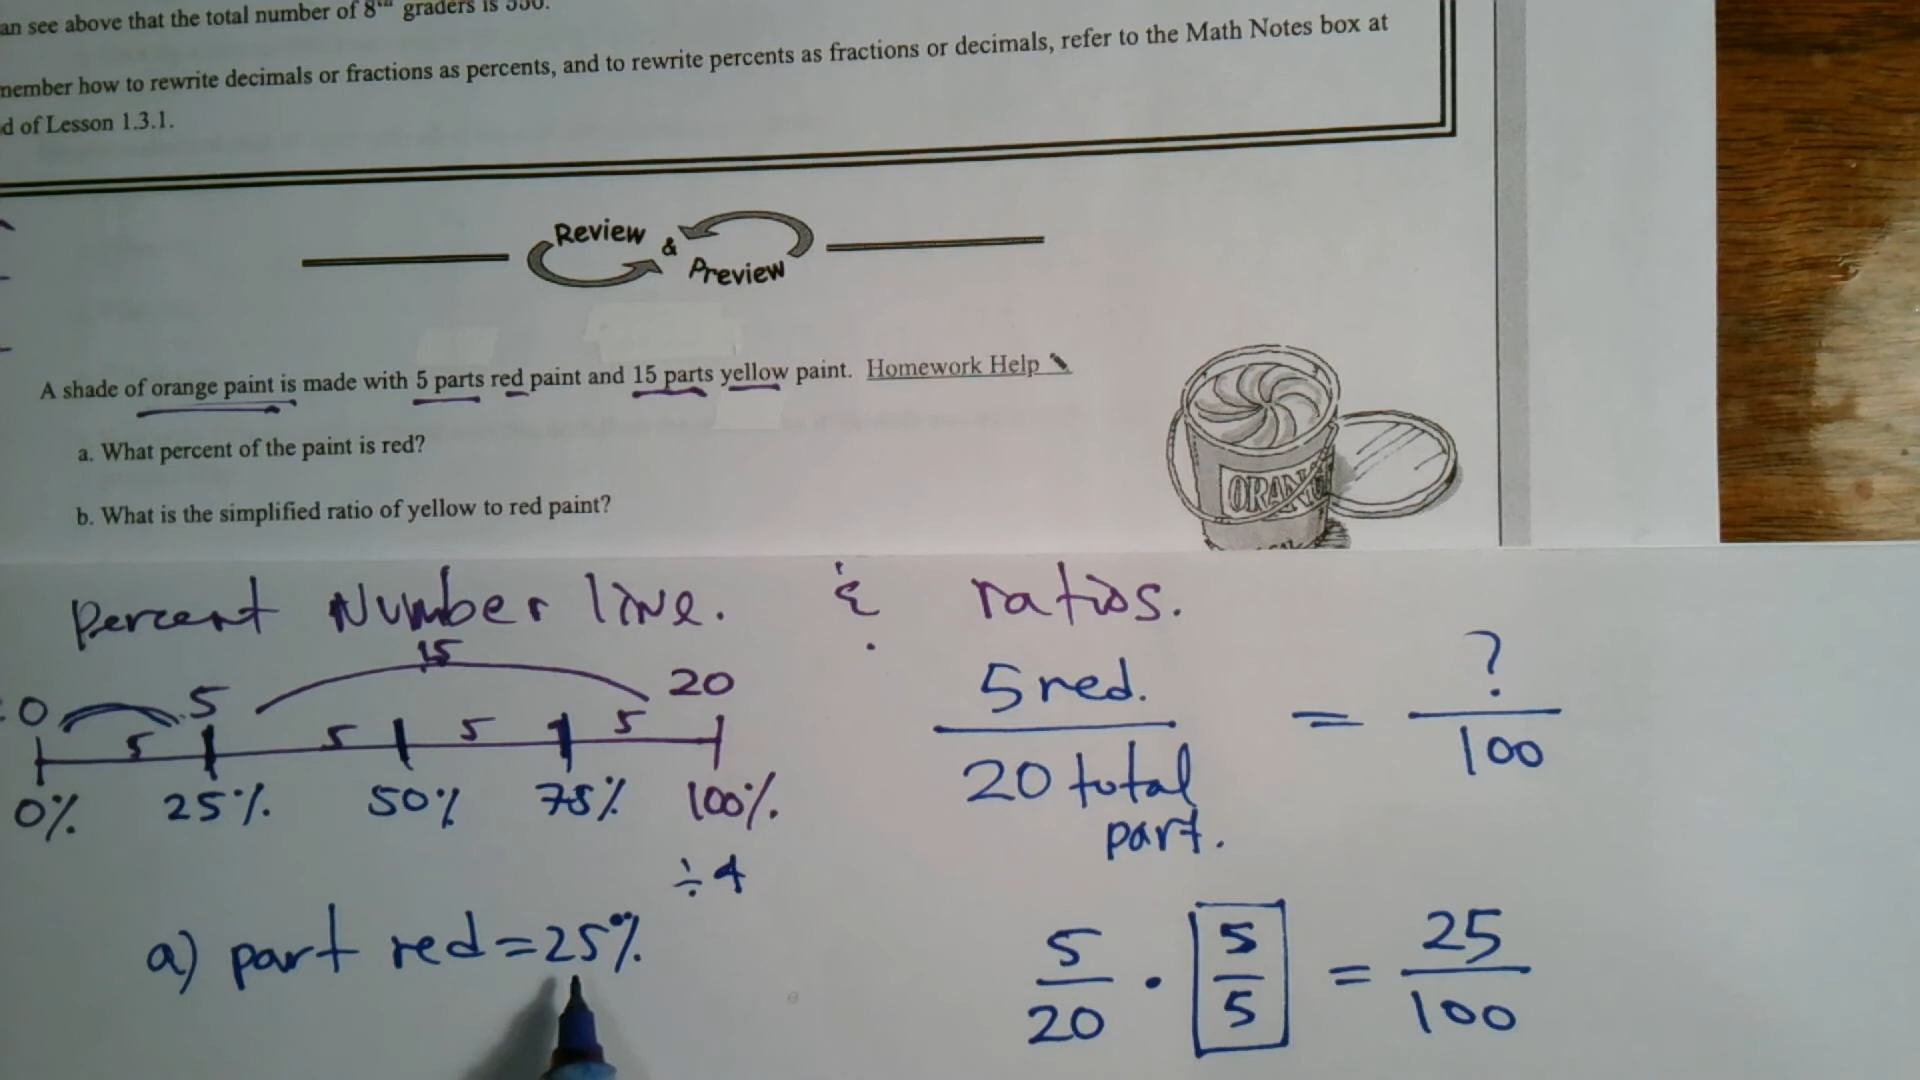 an see above that the total number of 8th graders is 550.
member how to rewrite decimals or fractions as percents, and to rewrite percents as fractions or decimals, refer to the Math Notes box at
d of Lesson 1.3.1.
Review
&
Preview
A shade of orange paint is made with 5 parts red paint and 15 parts yellow paint. Homework Help ✎
a. What percent of the paint is red?
b. What is the simplified ratio of yellow to red paint?
ORAN
Percent Number line. & ratios.
15
0 5 20
5 5 5 5
0% 25% 50% 75% 100%
÷4
a) part red = 25%
5 red.
20 total
part.
= ?
100
5/20 · 5/5 = 25/100